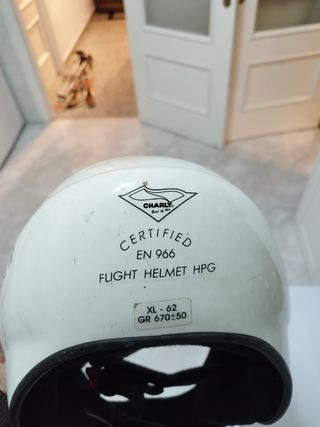 CHARLY
CERTIFIED
EN 966
FLIGHT HELMET HPG
XL - 62
GR 670±50